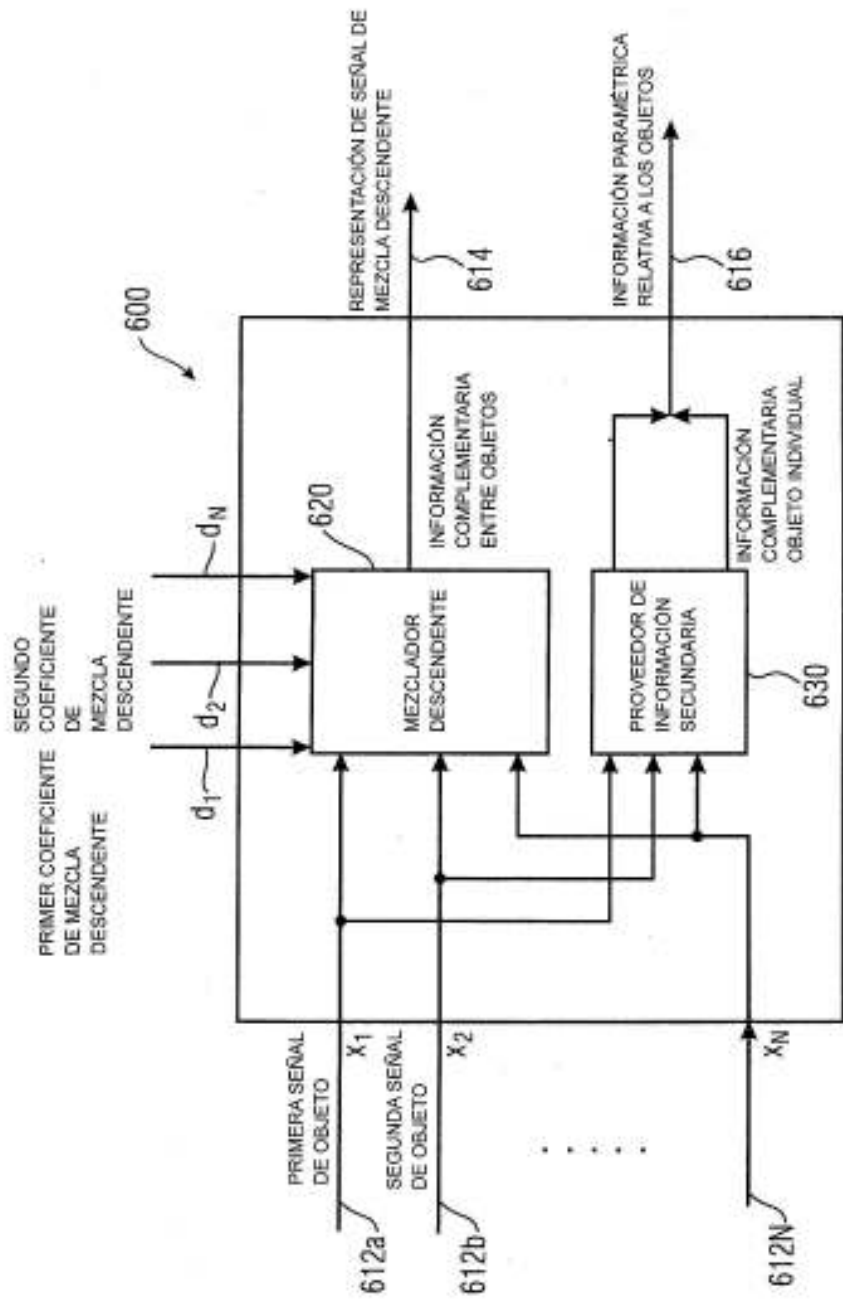 600
PRIMER COEFICIENTE
DE MEZCLA
DESCENDENTE
SEGUNDO
COEFICIENTE
DE
MEZCLA
DESCENDENTE
d1
d2
dN
PRIMERA SEÑAL
DE OBJETO
612a
x1
SEGUNDA SEÑAL
DE OBJETO
612b
x2
. . . . .
612N
xN
MEZCLADOR
DESCENDENTE
620
INFORMACIÓN
COMPLEMENTARIA
ENTRE OBJETOS
PROVEEDOR DE
INFORMACIÓN
SECUNDARIA
630
INFORMACIÓN
COMPLEMENTARIA
OBJETO INDIVIDUAL
REPRESENTACIÓN DE SEÑAL DE
MEZCLA DESCENDENTE
614
INFORMACIÓN PARAMÉTRICA
RELATIVA A LOS OBJETOS
616